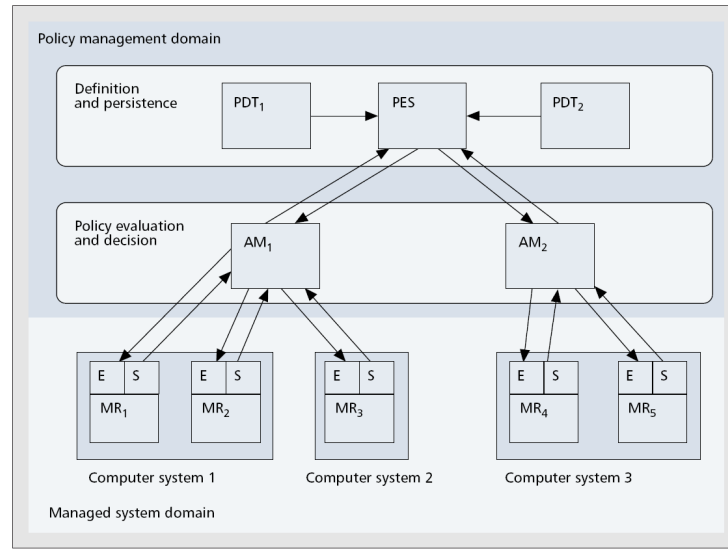 Policy management domain
Definition
and persistence
PDT1
PES
PDT2
Policy evaluation
and decision
AM1
AM2
E
S
MR1
E
S
MR2
E
S
MR3
E
S
MR4
E
S
MR5
Computer system 1
Computer system 2
Computer system 3
Managed system domain